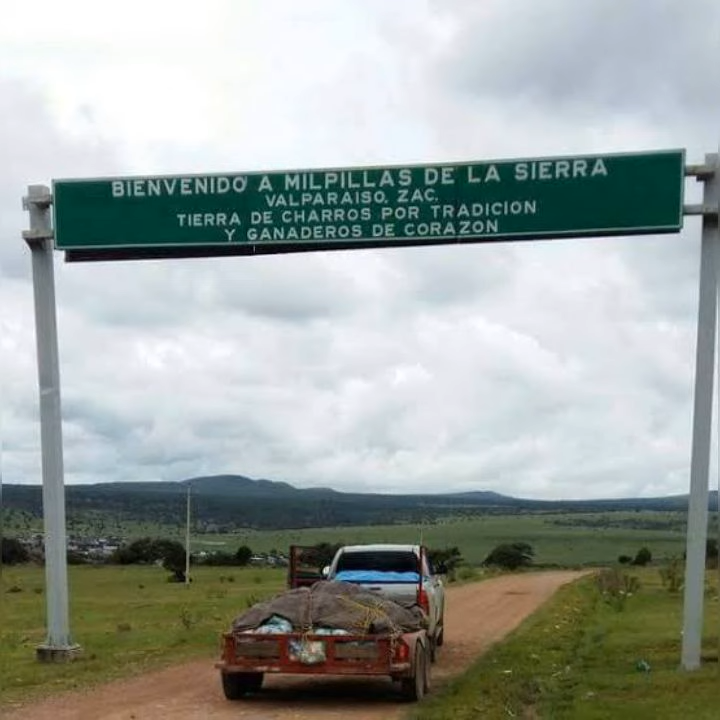 BIENVENIDO A MILPILLAS DE LA SIERRA
VALPARAISO, ZAC.
TIERRA DE CHARROS POR TRADICION
Y GANADEROS DE CORAZON